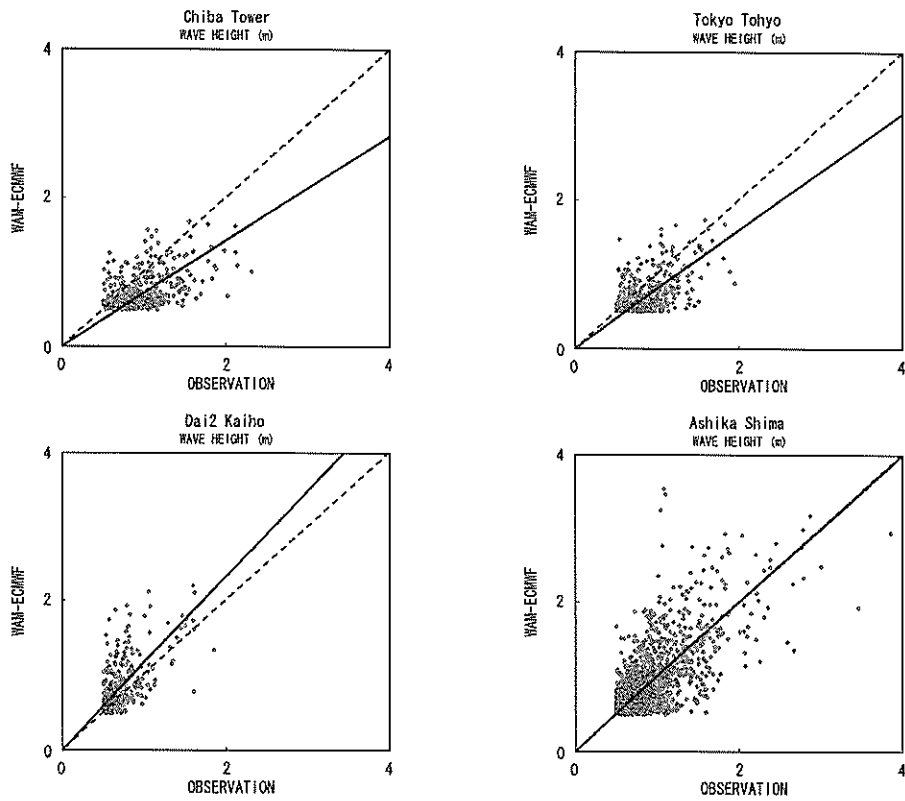 Chiba Tower
WAVE HEIGHT (m)
4
2
0
WAM-ECMWF
0 2 4
OBSERVATION
Tokyo Tohyo
WAVE HEIGHT (m)
4
2
0
WAM-ECMWF
0 2 4
OBSERVATION
Dai2 Kaiho
WAVE HEIGHT (m)
4
2
0
WAM-ECMWF
0 2 4
OBSERVATION
Ashika Shima
WAVE HEIGHT (m)
4
2
0
WAM-ECMWF
0 2 4
OBSERVATION